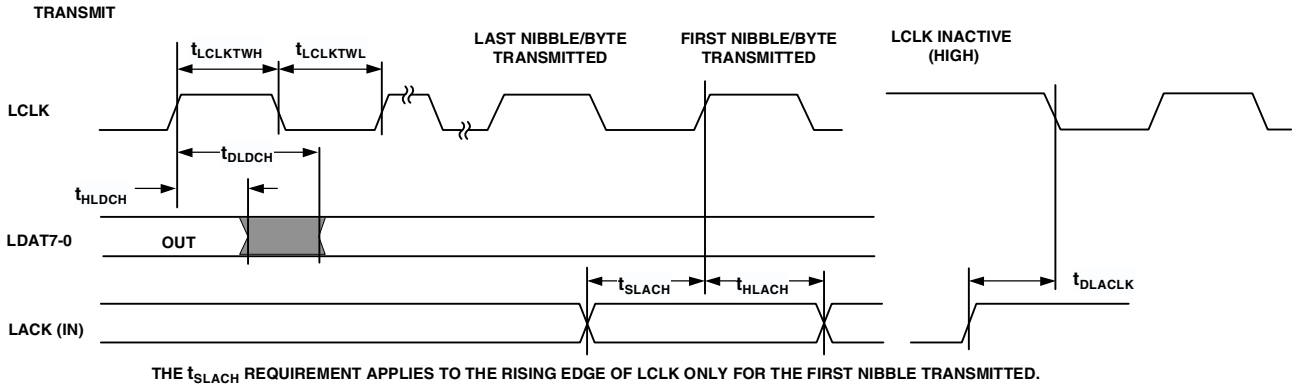 TRANSMIT
tLCLKTWH
tLCLKTWL
LAST NIBBLE/BYTE
TRANSMITTED
FIRST NIBBLE/BYTE
TRANSMITTED
LCLK INACTIVE
(HIGH)
LCLK
tDLDCH
tHLDCH
LDAT7-0
OUT
tSLACH
tHLACH
tDLACLK
LACK (IN)
THE tSLACH REQUIREMENT APPLIES TO THE RISING EDGE OF LCLK ONLY FOR THE FIRST NIBBLE TRANSMITTED.